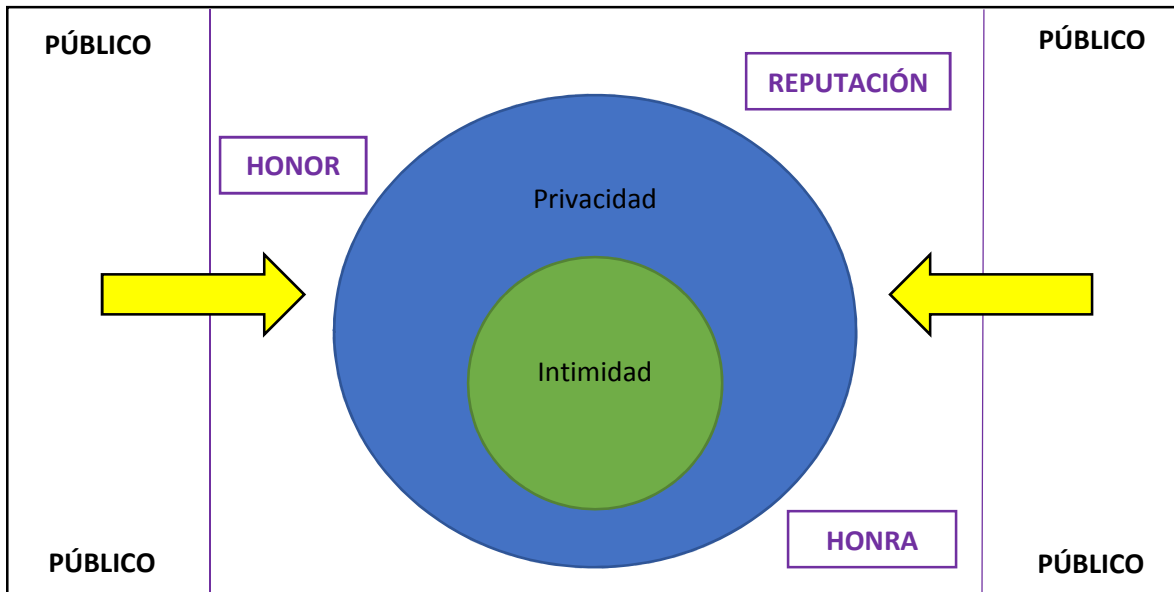 PÚBLICO
PÚBLICO
REPUTACIÓN
HONOR
Privacidad
Intimidad
HONRA
PÚBLICO
PÚBLICO